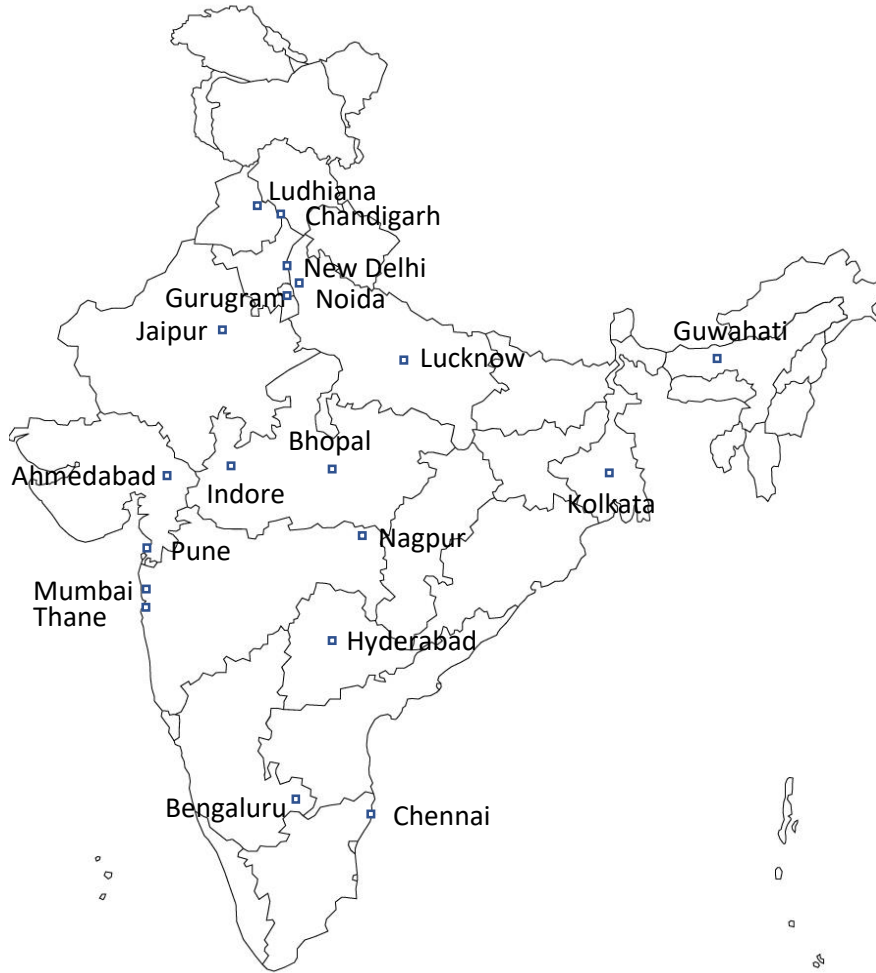 Ludhiana
Chandigarh
New Delhi
Gurugram
Noida
Jaipur
Lucknow
Guwahati
Bhopal
Ahmedabad
Indore
Kolkata
Nagpur
Pune
Mumbai
Thane
Hyderabad
Bengaluru
Chennai